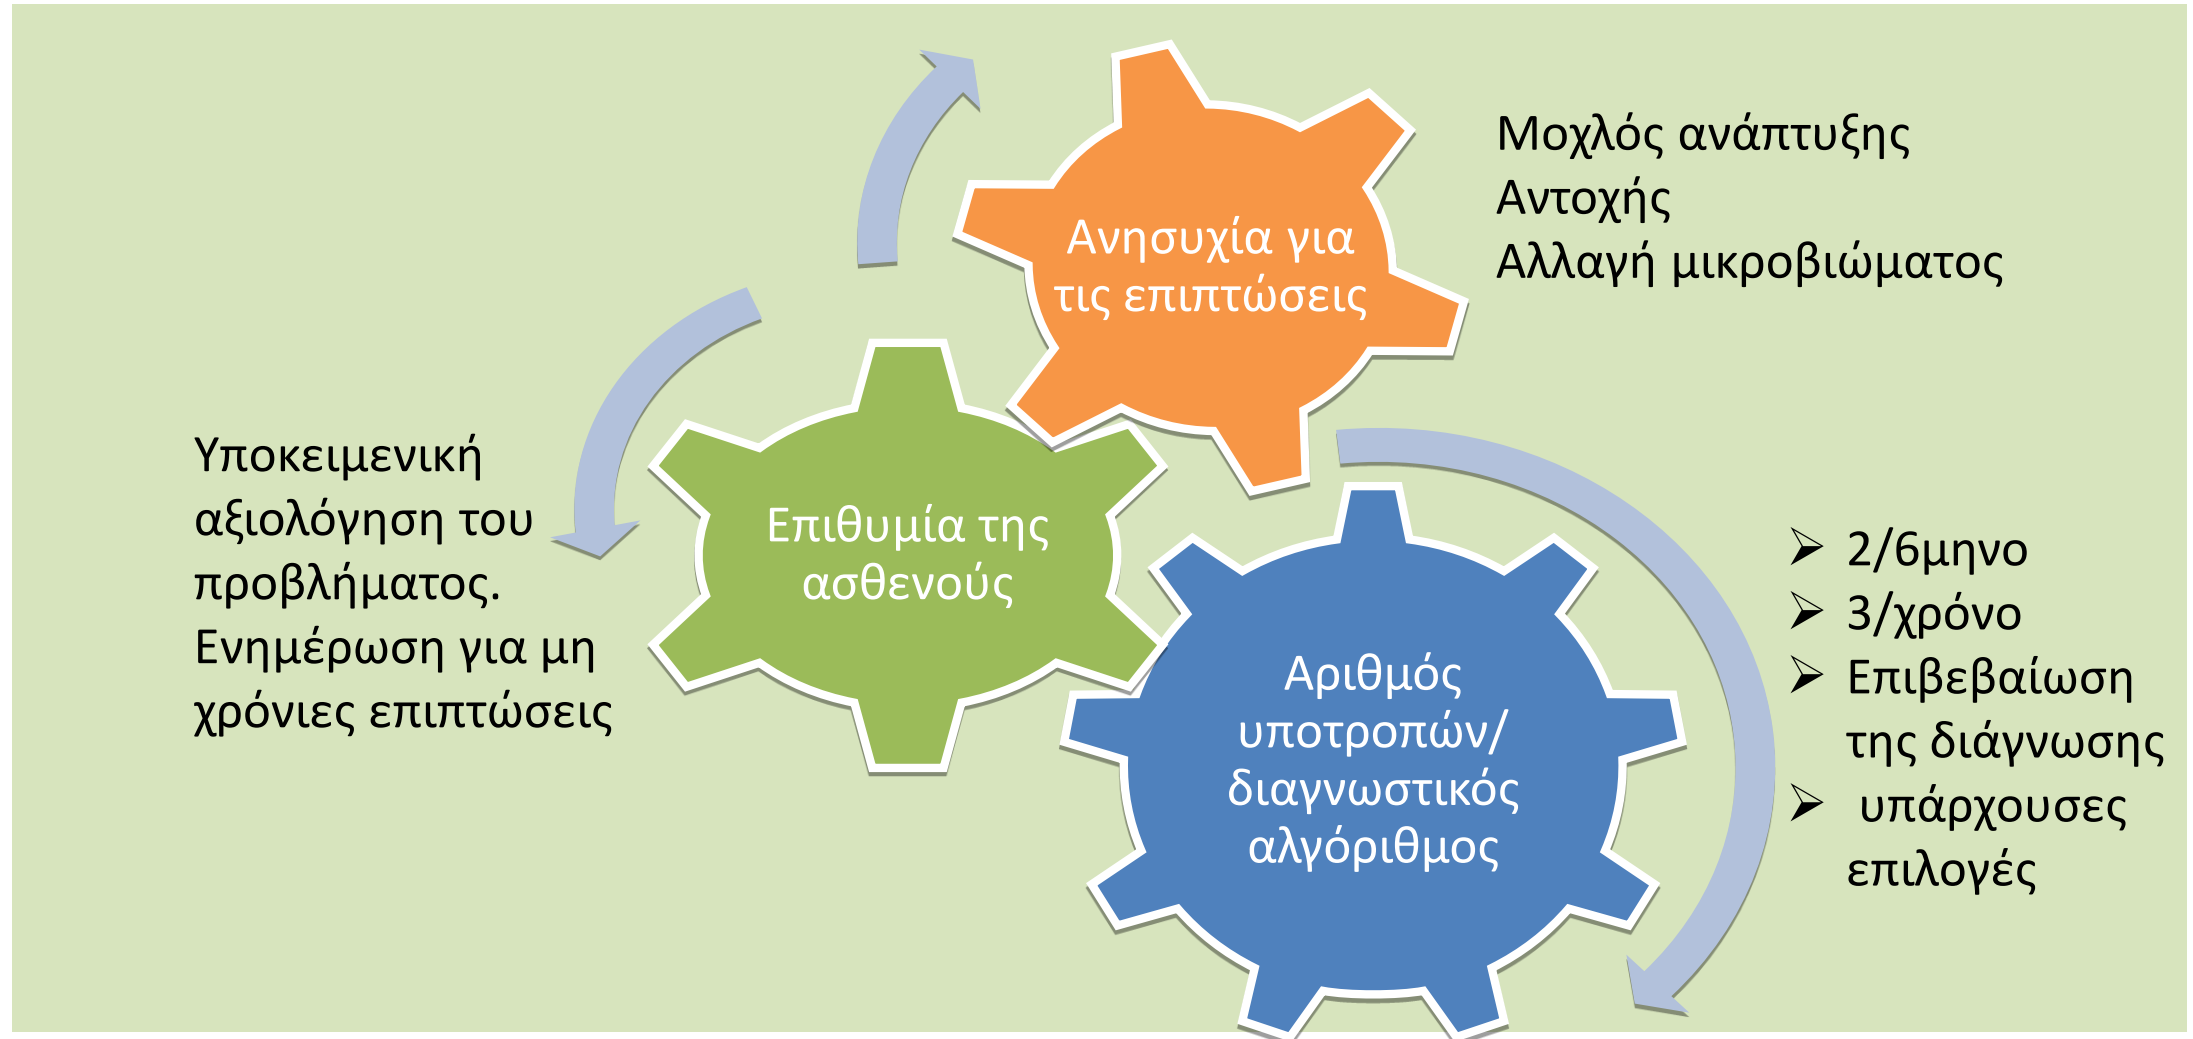 Μοχλός ανάπτυξης
Αντοχής
Αλλαγή μικροβιώματος
Ανησυχία για
τις επιπτώσεις
Υποκειμενική
αξιολόγηση του
προβλήματος.
Ενημέρωση για μη
χρόνιες επιπτώσεις
Επιθυμία της
ασθενούς
Αριθμός
υποτροπών/
διαγνωστικός
αλγόριθμος
➢ 2/6μηνο
➢ 3/χρόνο
➢ Επιβεβαίωση
της διάγνωσης
➢ υπάρχουσες
επιλογές